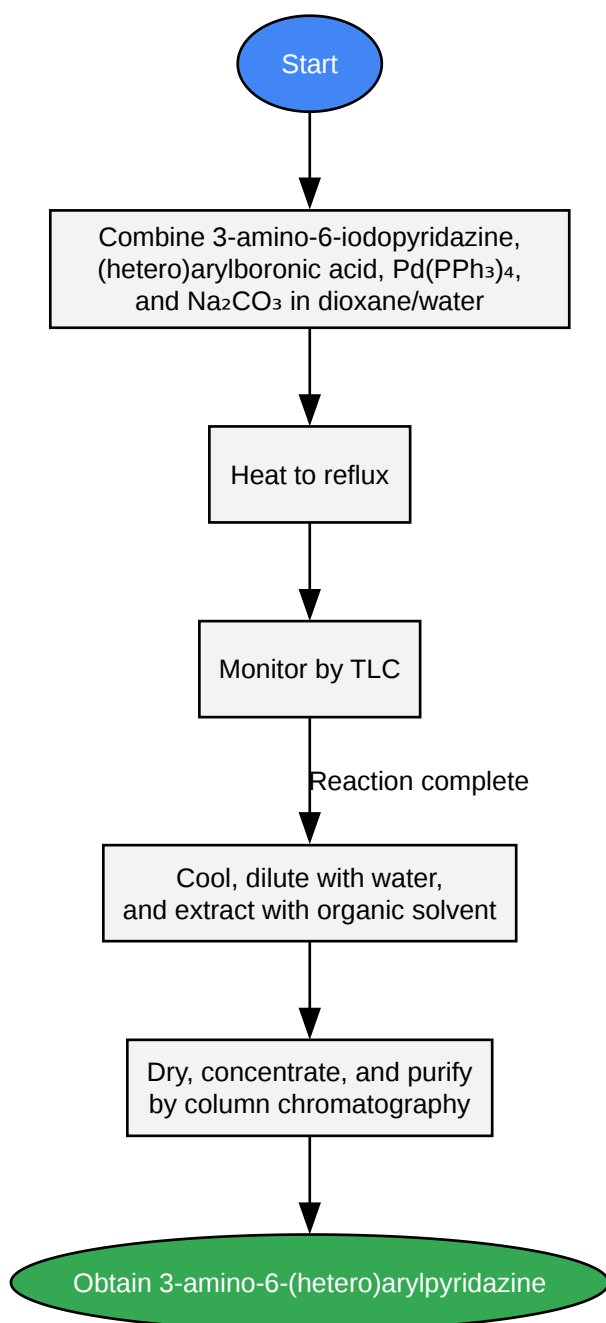 Start
Combine 3-amino-6-iodopyridazine,
(hetero)arylboronic acid, Pd(PPh₃)₄,
and Na₂CO₃ in dioxane/water
Heat to reflux
Monitor by TLC
Reaction complete
Cool, dilute with water,
and extract with organic solvent
Dry, concentrate, and purify
by column chromatography
Obtain 3-amino-6-(hetero)arylpyridazine